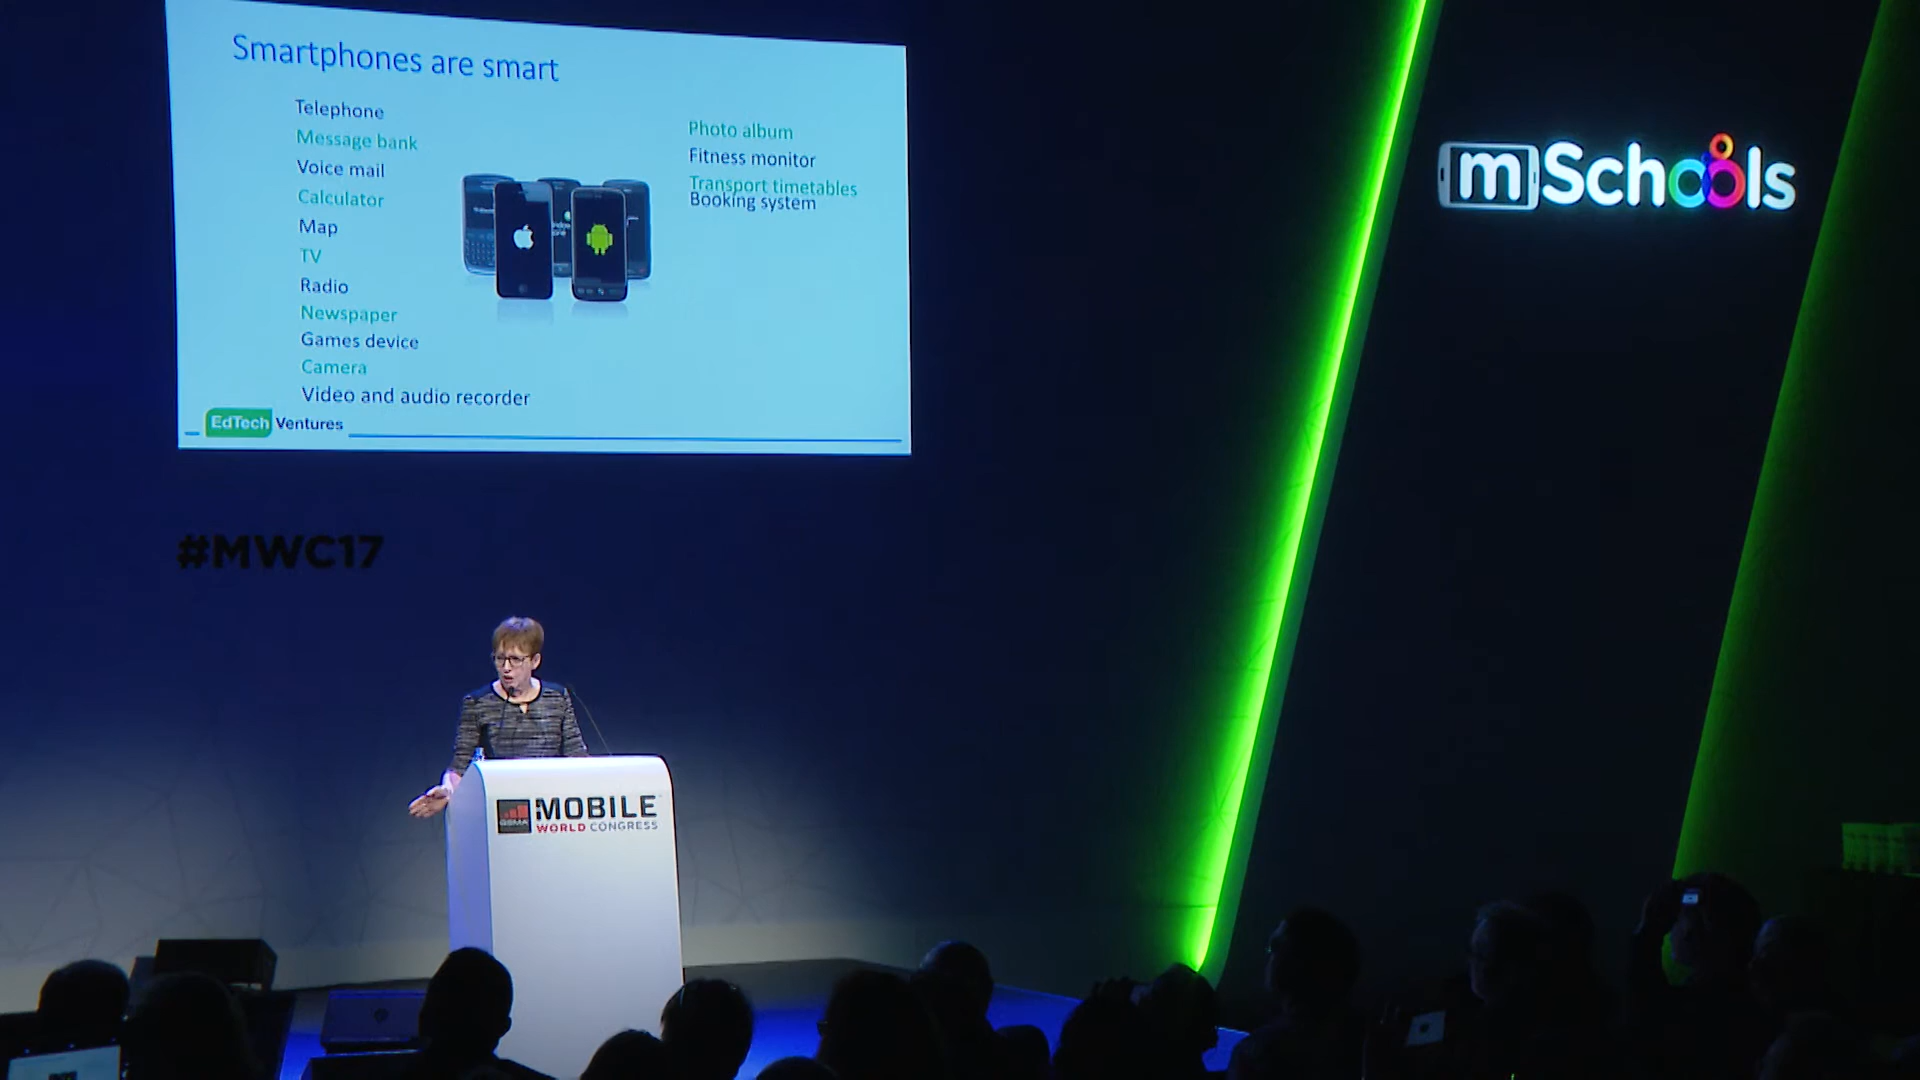 Smartphones are smart
Telephone
Message bank
Voice mail
Calculator
Map
TV
Radio
Newspaper
Games device
Camera
Video and audio recorder
Photo album
Fitness monitor
Transport timetables
Booking system
EdTech Ventures
mSchools
#MWC17
GSMA
MOBILE
WORLD CONGRESS